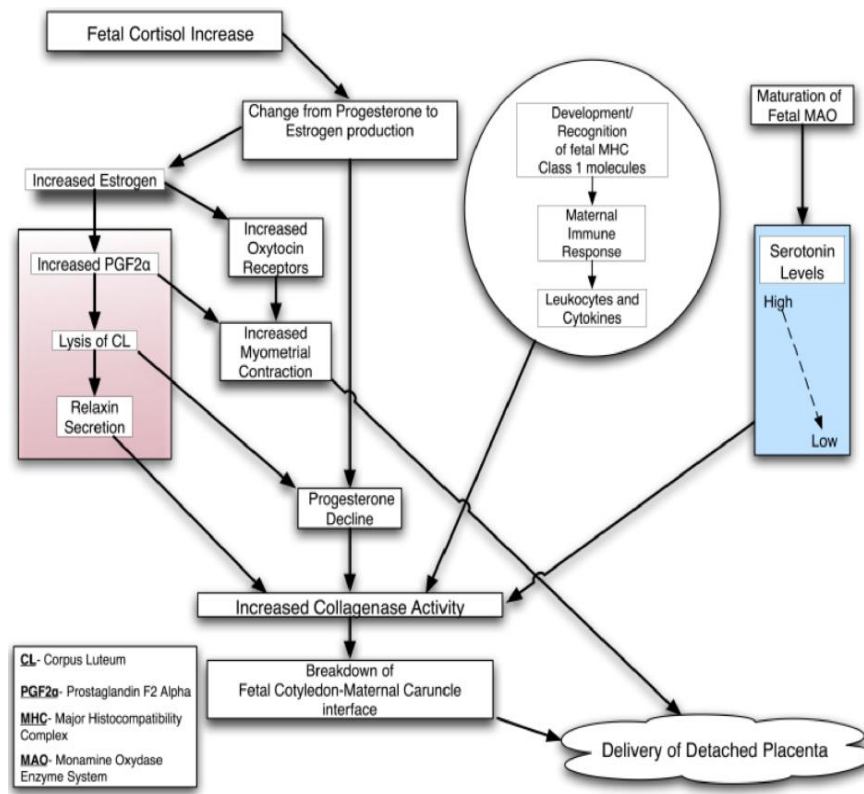 Fetal Cortisol Increase
Change from Progesterone to
Estrogen production
Development/
Recognition
of fetal MHC
Class 1 molecules
Maturation of
Fetal MAO
Increased Estrogen
Increased
Oxytocin
Receptors
Maternal
Immune
Response
Serotonin
Levels
Increased PGF2α
High
Leukocytes and
Cytokines
Lysis of CL
Increased
Myometrial
Contraction
Relaxin
Secretion
Low
Progesterone
Decline
Increased Collagenase Activity
CL- Corpus Luteum
PGF2α- Prostaglandin F2 Alpha
MHC- Major Histocompatibility
Complex
MAO- Monamine Oxydase
Enzyme System
Breakdown of
Fetal Cotyledon-Maternal Caruncle
interface
Delivery of Detached Placenta